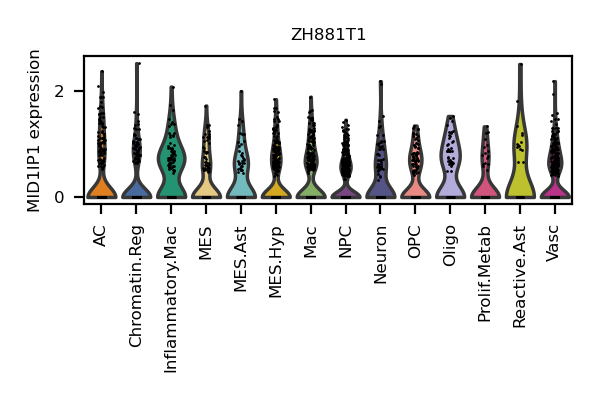 ZH881T1
MID1IP1 expression
2
0
AC
Chromatin.Reg
Inflammatory.Mac
MES
MES.Ast
MES.Hyp
Mac
NPC
Neuron
OPC
Oligo
Prolif.Metab
Reactive.Ast
Vasc